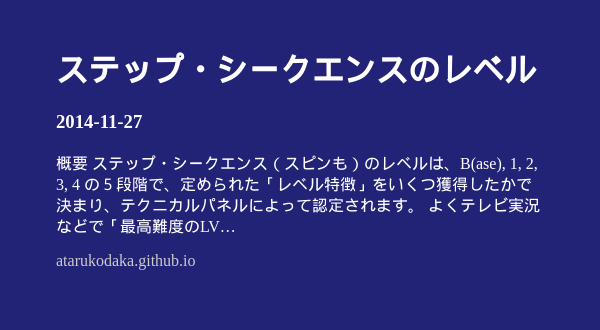 ステップ・シークエンスのレベル
2014-11-27
概要 ステップ・シークエンス（スピンも）のレベルは、B(ase), 1, 2,
3, 4 の５段階で、定められた「レベル特徴」をいくつ獲得したかで
決まり、テクニカルパネルによって認定されます。 よくテレビ実況
などで「最高難度のLV…
atarukodaka.github.io